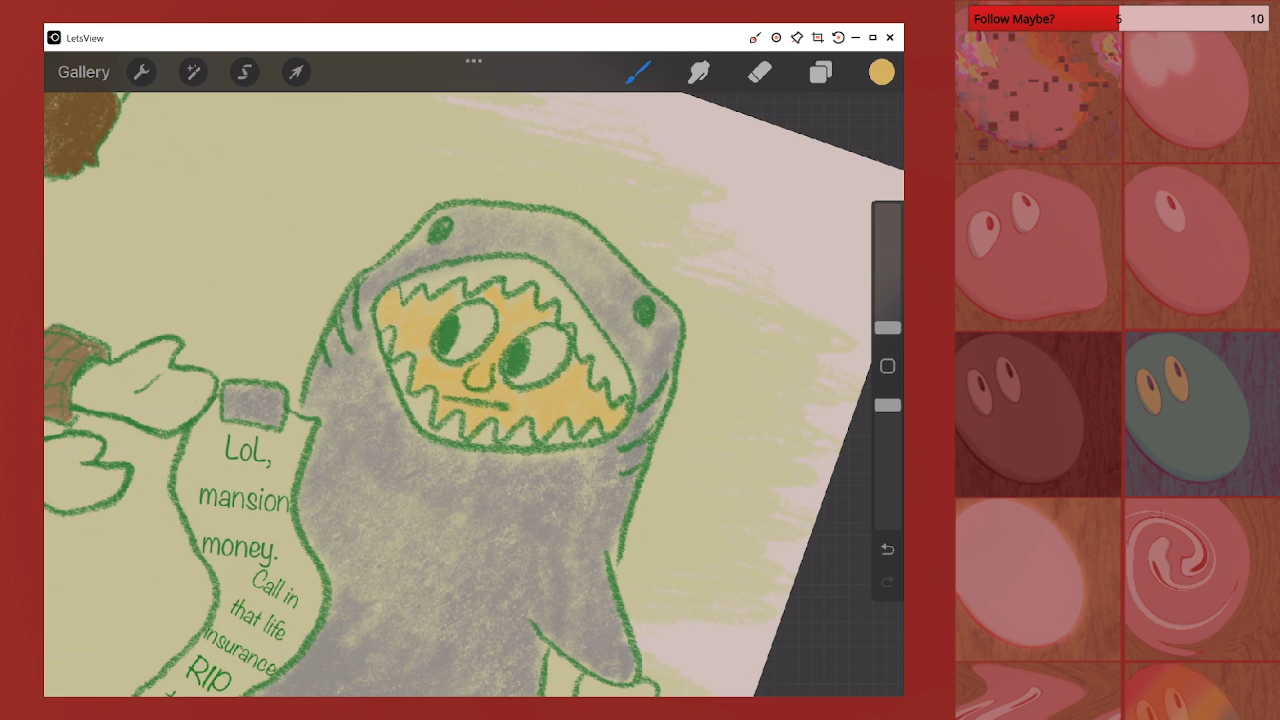 LetsView
Follow Maybe?
5
10
Gallery
LoL,
mansion
money.
Call in
that life
insurance
RIP